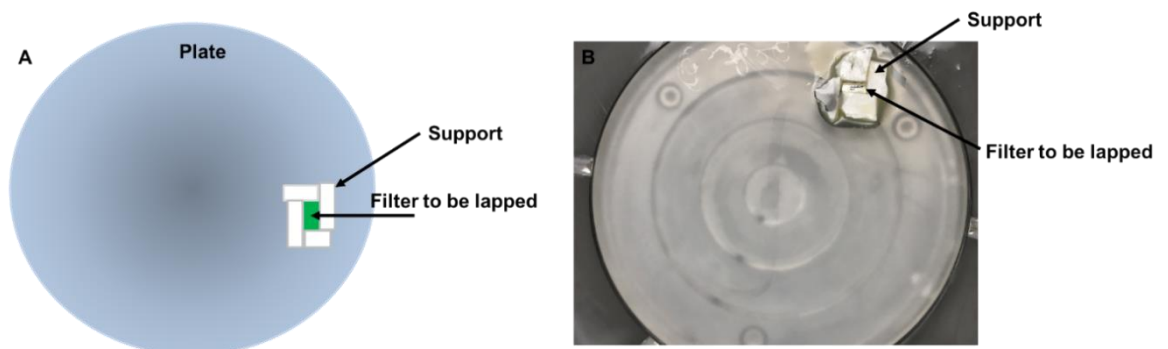 A
Plate
Support
Filter to be lapped
B
Support
Filter to be lapped